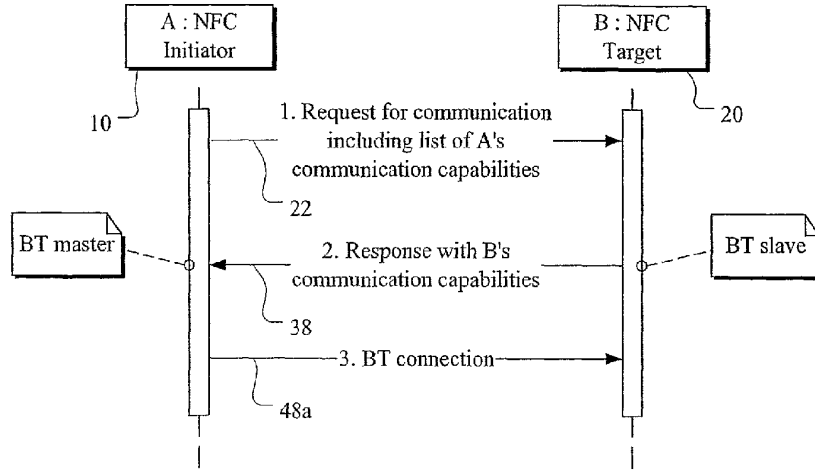 A : NFC
Initiator
B : NFC
Target
10
20
1. Request for communication
including list of A's
communication capabilities
22
BT master
BT slave
2. Response with B's
communication capabilities
38
3. BT connection
48a